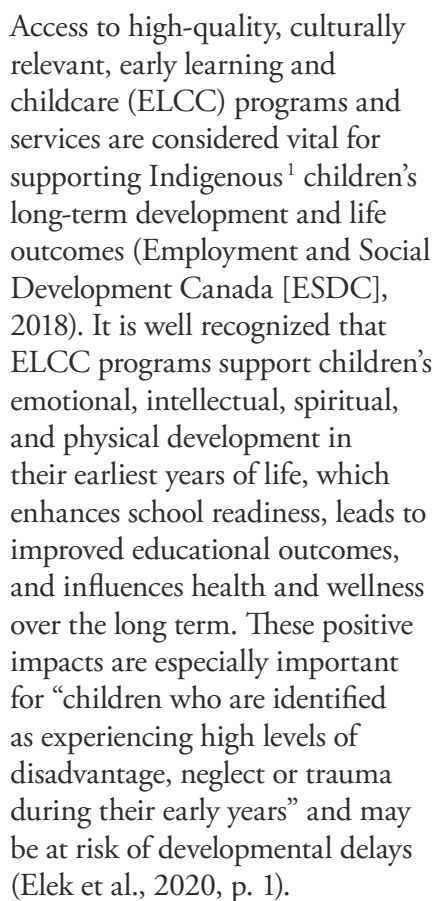 Access to high-quality, culturally
relevant, early learning and
childcare (ELCC) programs and
services are considered vital for
supporting Indigenous¹ children’s
long-term development and life
outcomes (Employment and Social
Development Canada [ESDC],
2018). It is well recognized that
ELCC programs support children’s
emotional, intellectual, spiritual,
and physical development in
their earliest years of life, which
enhances school readiness, leads to
improved educational outcomes,
and influences health and wellness
over the long term. These positive
impacts are especially important
for “children who are identified
as experiencing high levels of
disadvantage, neglect or trauma
during their early years” and may
be at risk of developmental delays
(Elek et al., 2020, p. 1).